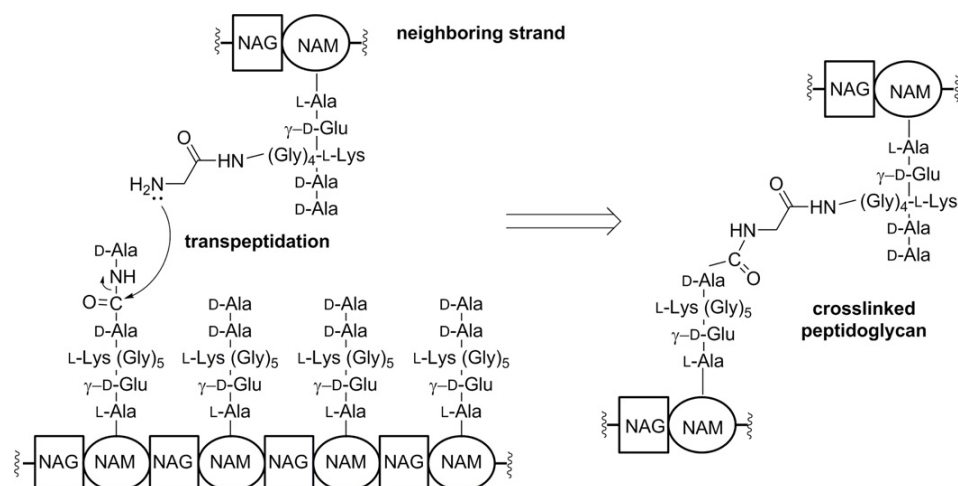 NAG NAM
neighboring strand
L-Ala
γ-D-Glu
O
HN (Gly)4-L-Lys
H2N
D-Ala
D-Ala
transpeptidation
D-Ala
NH
O=C
D-Ala
L-Lys (Gly)5
γ-D-Glu
L-Ala
D-Ala
D-Ala
L-Lys (Gly)5
γ-D-Glu
L-Ala
D-Ala
D-Ala
L-Lys (Gly)5
γ-D-Glu
L-Ala
D-Ala
D-Ala
L-Lys (Gly)5
γ-D-Glu
L-Ala
NAG NAM NAG NAM NAG NAM NAG NAM
NAG NAM
L-Ala
γ-D-Glu
O
HN (Gly)4-L-Lys
HN
D-Ala
D-Ala
C
O
D-Ala
L-Lys (Gly)5
γ-D-Glu
L-Ala
crosslinked
peptidoglycan
NAG NAM